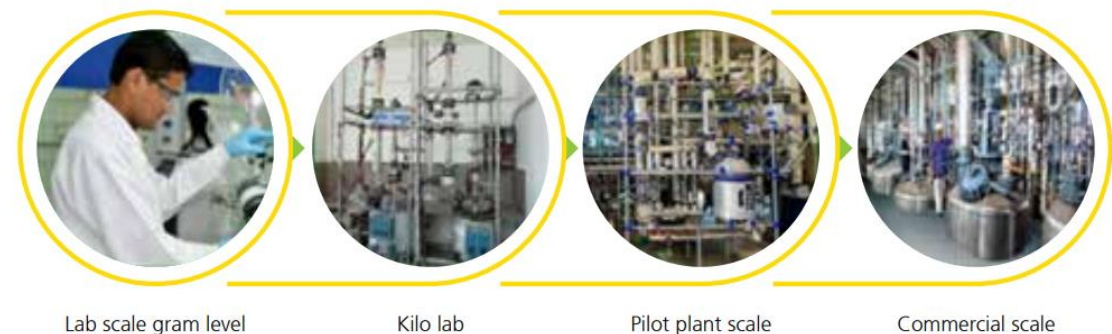 Lab scale gram level
Kilo lab
Pilot plant scale
Commercial scale